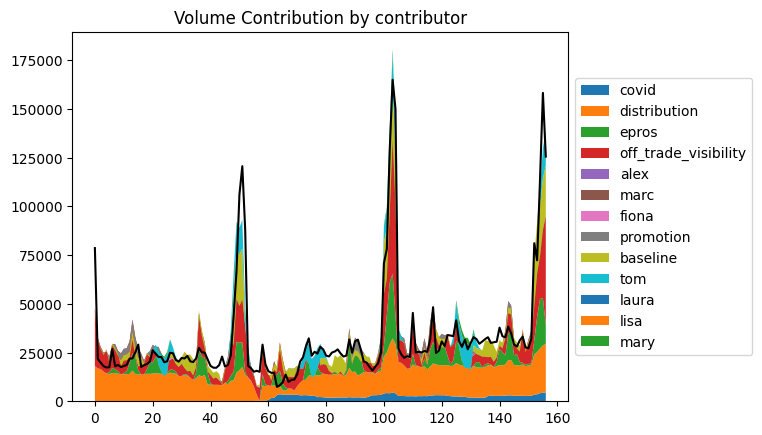 Volume Contribution by contributor
175000
150000
125000
100000
75000
50000
25000
0
0 20 40 60 80 100 120 140 160
covid
distribution
epros
off_trade_visibility
alex
marc
fiona
promotion
baseline
tom
laura
lisa
mary